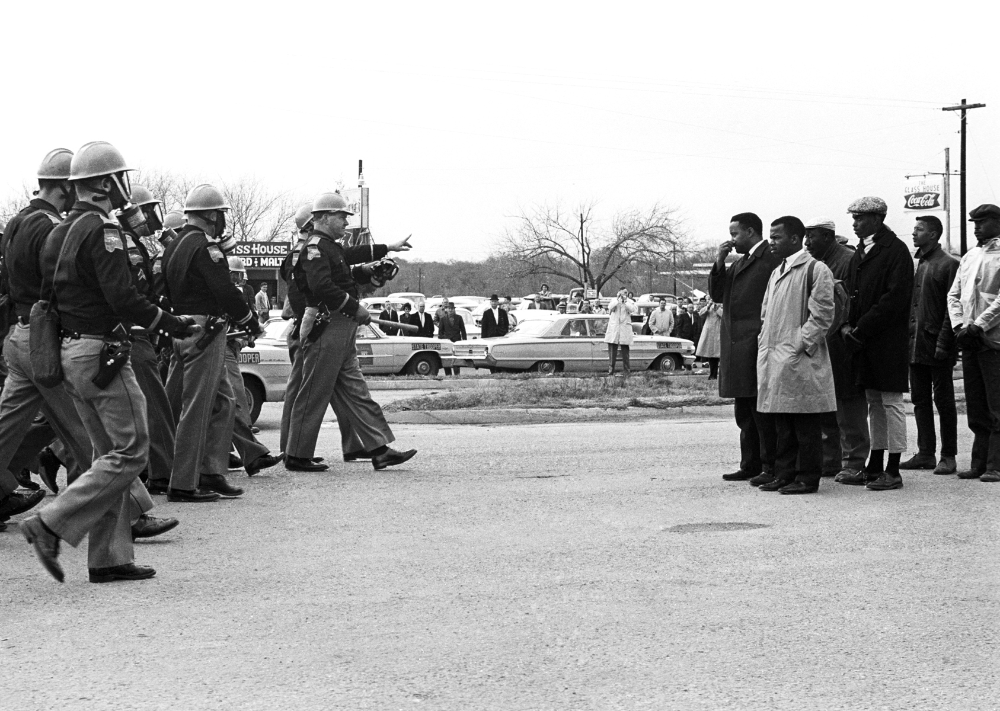 THE
GLASS HOUSE
Coca-Cola
ASS HOUSE
RD & MALT
OOPER
STATE TROOPER
STATE TROOPER